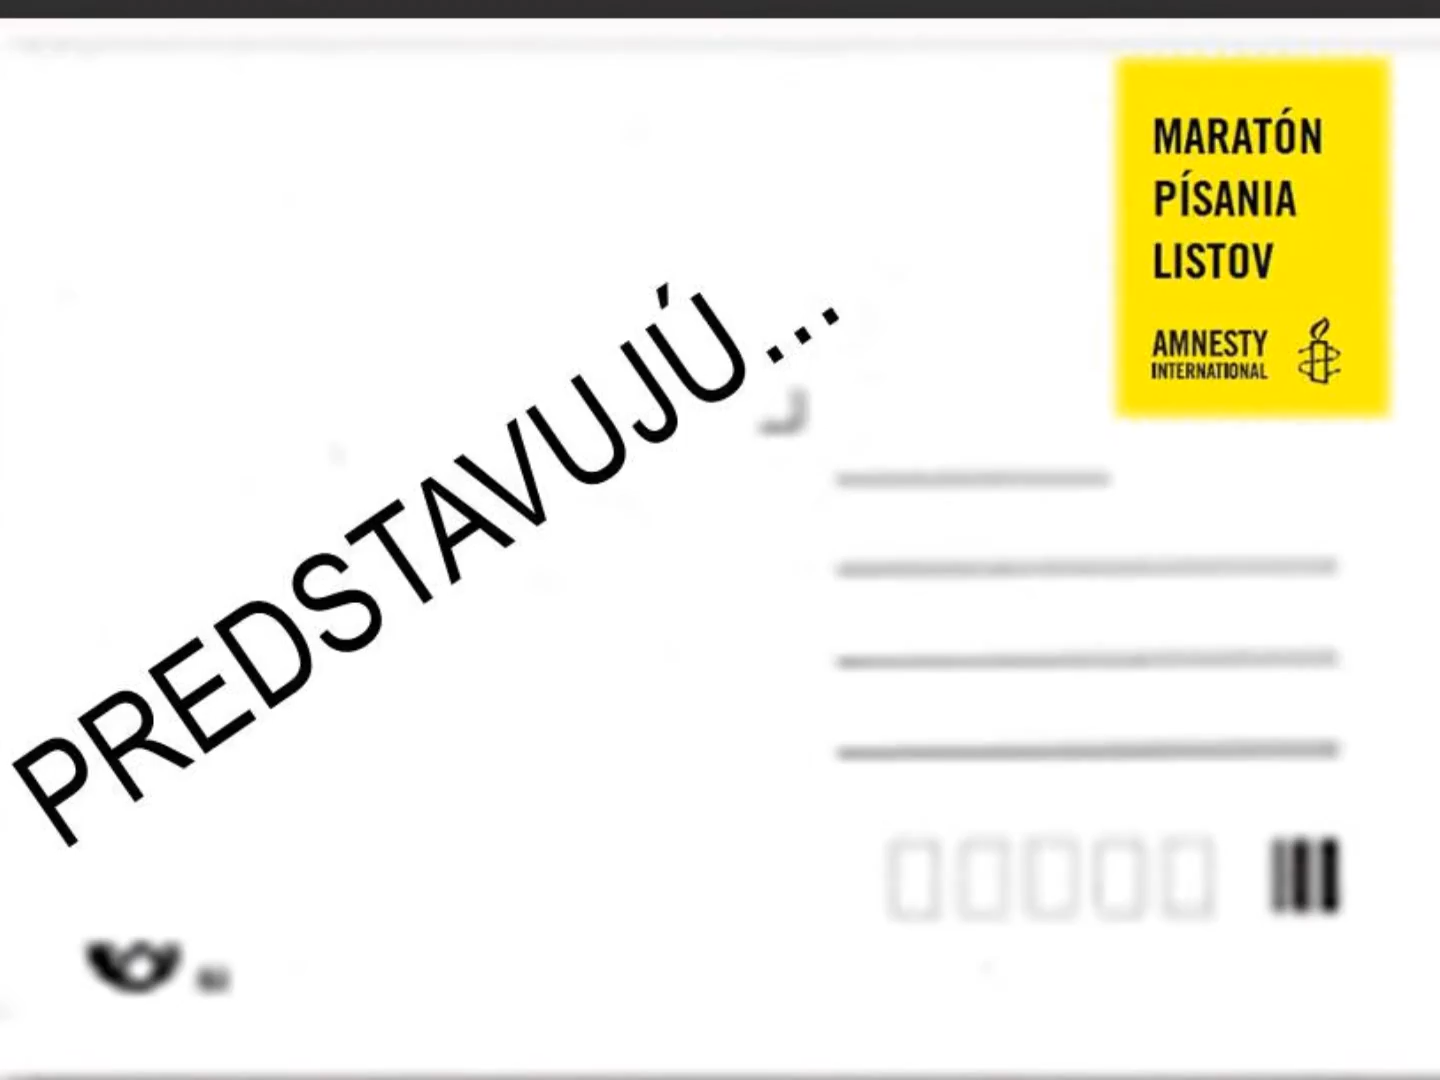 MARATÓN
PÍSANIA
LISTOV
AMNESTY
INTERNATIONAL
PREDSTAVUJÚ...